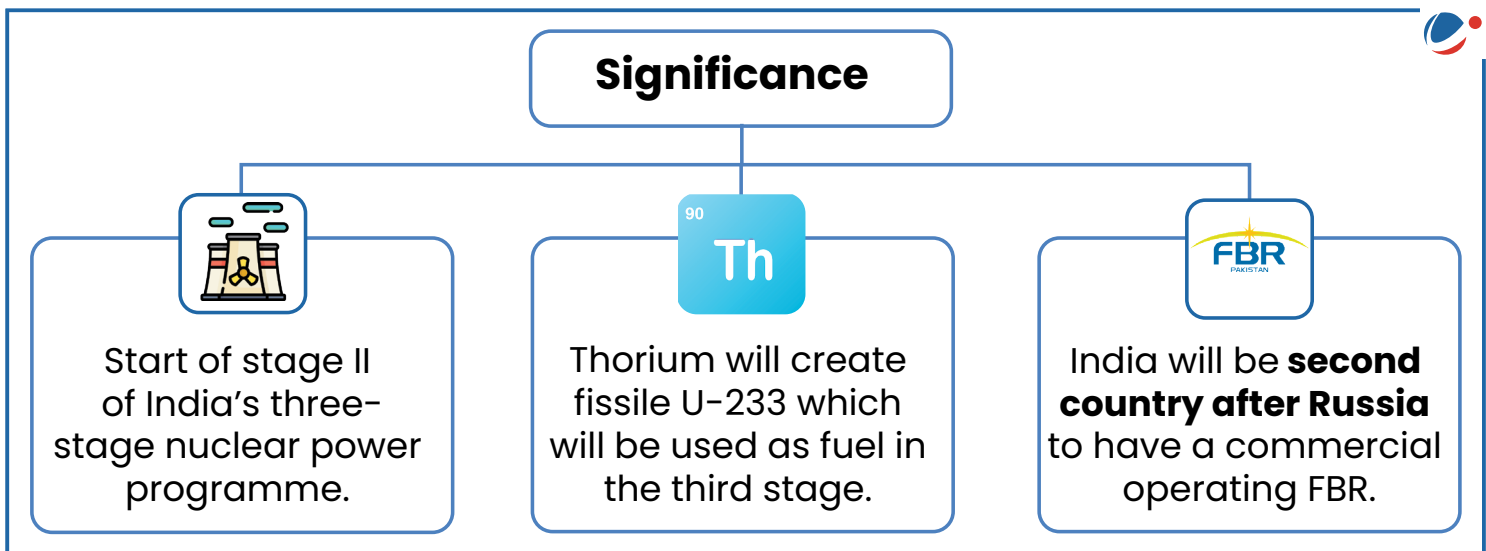 Significance
Start of stage II
of India’s three-
stage nuclear power
programme.
90
Th
Thorium will create
fissile U-233 which
will be used as fuel in
the third stage.
FBR
PAKISTAN
India will be second
country after Russia
to have a commercial
operating FBR.